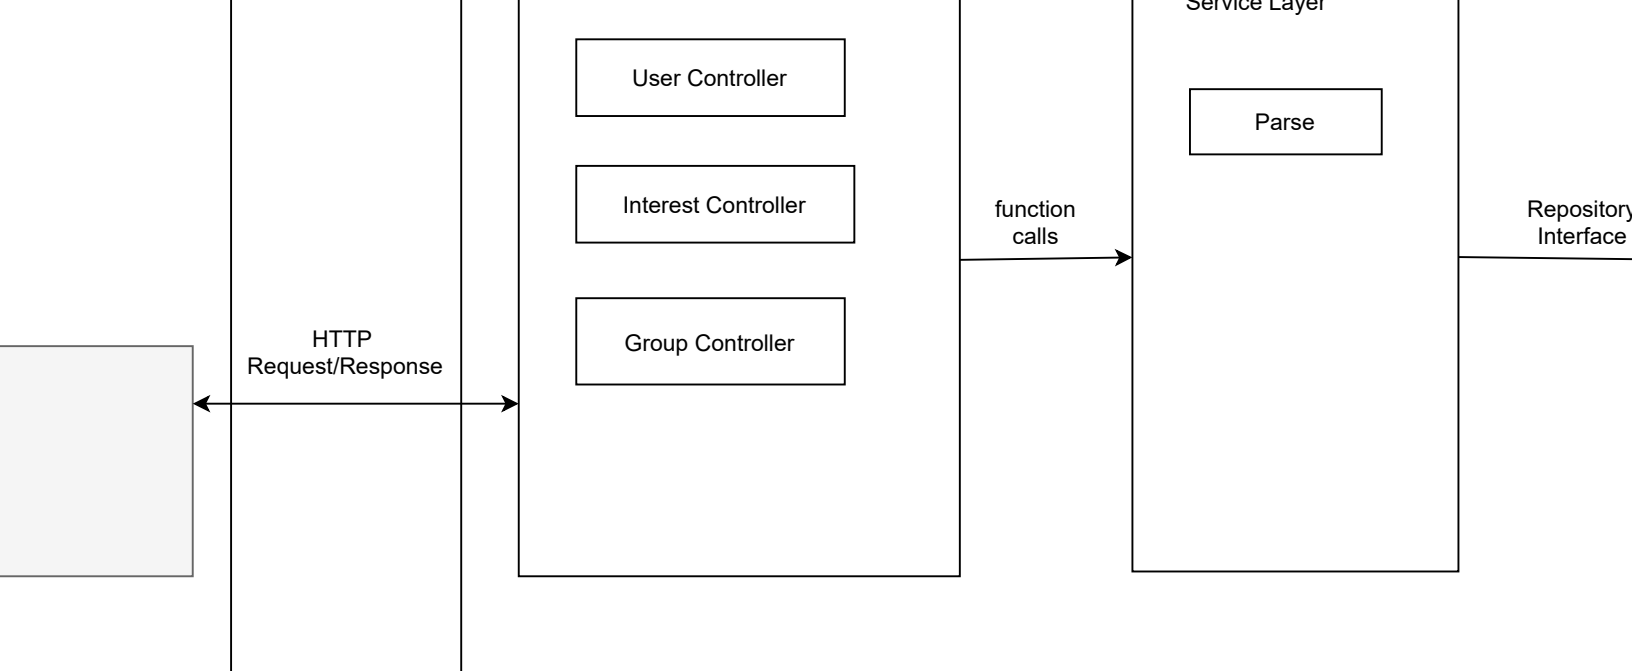 Service Layer
User Controller
Parse
Interest Controller
function
calls
Repository
Interface
HTTP
Request/Response
Group Controller